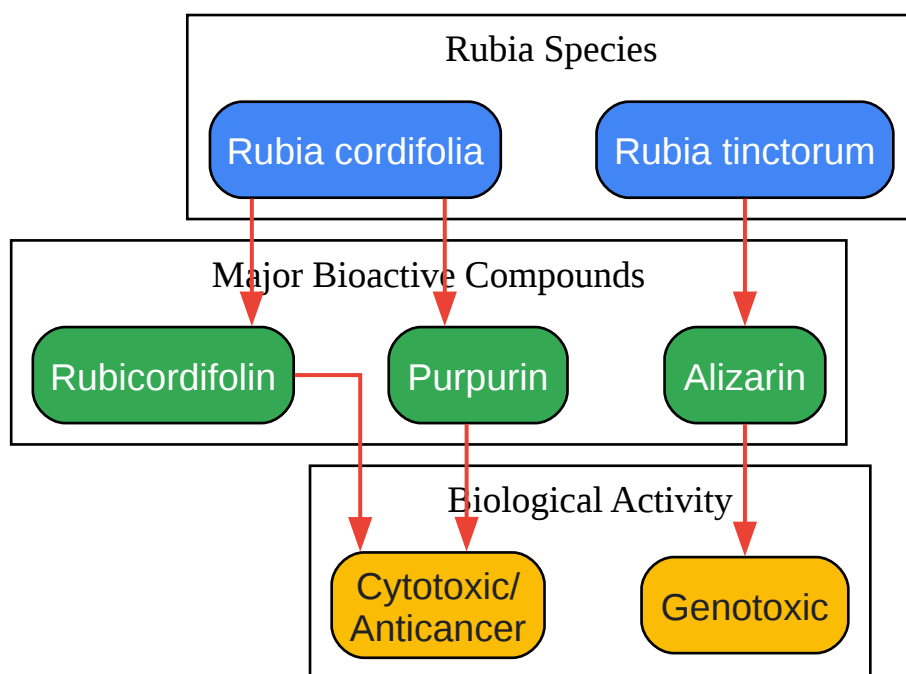 Rubia Species
Rubia cordifolia
Rubia tinctorum
Major Bioactive Compounds
Rubicordifolin
Purpurin
Alizarin
Biological Activity
Cytotoxic/
Anticancer
Genotoxic